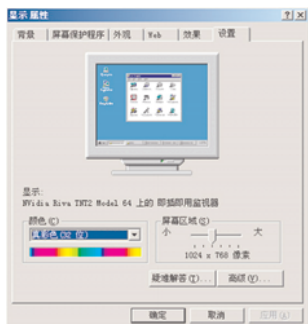 显示 属性
背景 屏幕保护程序 外观 Web 效果 设置
显示:
NVidia Riva TNT2 Model 64 上的 即插即用监视器
颜色(C)
真彩色(32 位)
屏幕区域(S)
小 大
1024 x 768 像素
疑难解答(T)... 高级(V)...
确定 取消 应用(A)